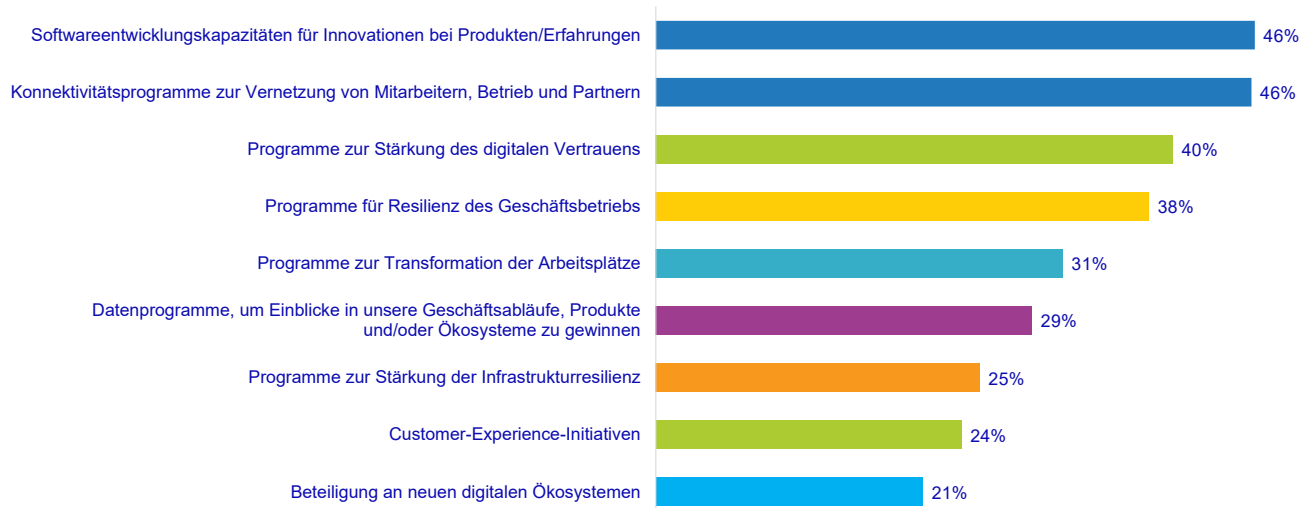 Softwareentwicklungskapazitäten für Innovationen bei Produkten/Erfahrungen 46%
Konnektivitätsprogramme zur Vernetzung von Mitarbeitern, Betrieb und Partnern 46%
Programme zur Stärkung des digitalen Vertrauens 40%
Programme für Resilienz des Geschäftsbetriebs 38%
Programme zur Transformation der Arbeitsplätze 31%
Datenprogramme, um Einblicke in unsere Geschäftsabläufe, Produkte
und/oder Ökosysteme zu gewinnen 29%
Programme zur Stärkung der Infrastrukturresilienz 25%
Customer-Experience-Initiativen 24%
Beteiligung an neuen digitalen Ökosystemen 21%